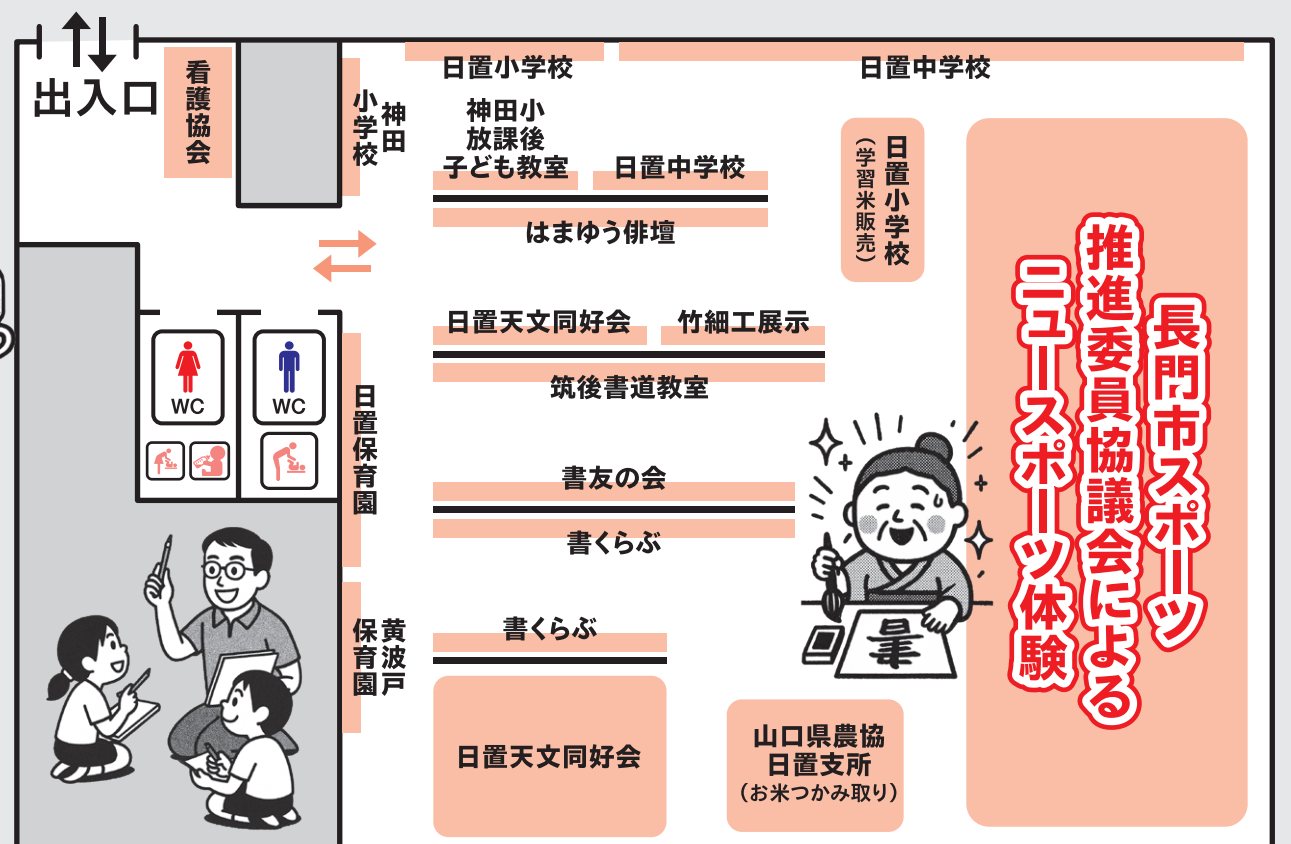 出入口
看護協会
神田
小学校
日置小学校
日置中学校
神田小
放課後
子ども教室
日置中学校
はまゆう俳壇
日置小学校
（学習米販売）
長門市スポーツ
推進委員協議会による
ニュースポーツ体験
日置天文同好会
竹細工展示
筑後書道教室
WC
WC
日置保育園
書友の会
書くらぶ
書
黄波戸
保育園
書くらぶ
日置天文同好会
山口県農協
日置支所
（お米つかみ取り）